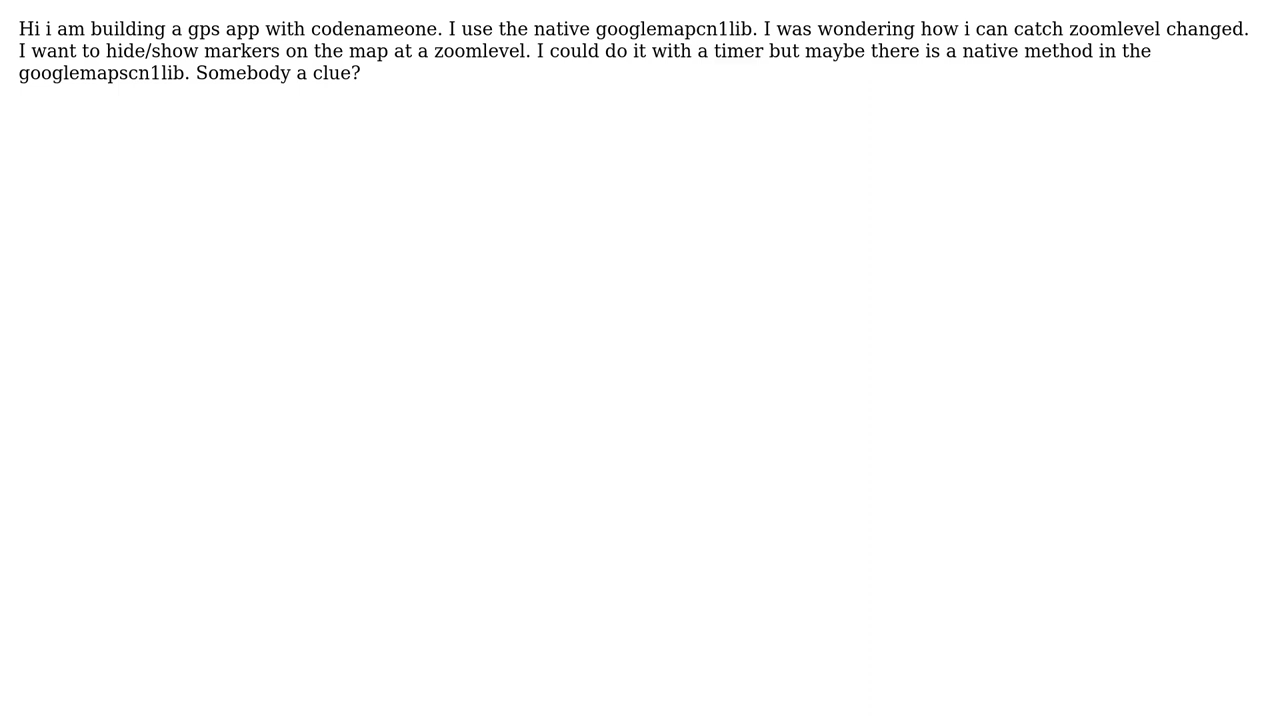 Hi i am building a gps app with codenameone. I use the native googlemapcn1lib. I was wondering how i can catch zoomlevel changed.
I want to hide/show markers on the map at a zoomlevel. I could do it with a timer but maybe there is a native method in the
googlemapscn1lib. Somebody a clue?